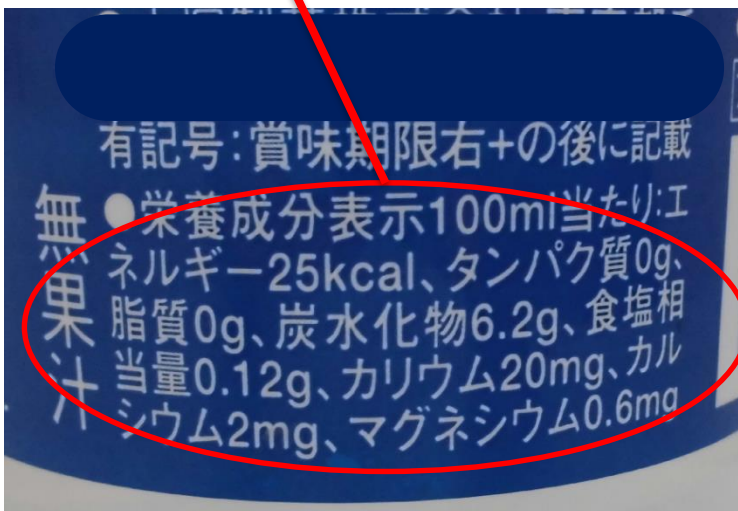 有記号:賞味期限右+の後に記載
無果汁
●栄養成分表示100ml当たり:エ
ネルギー25kcal、タンパク質0g、
脂質0g、炭水化物6.2g、食塩相
当量0.12g、カリウム20mg、カル
シウム2mg、マグネシウム0.6mg